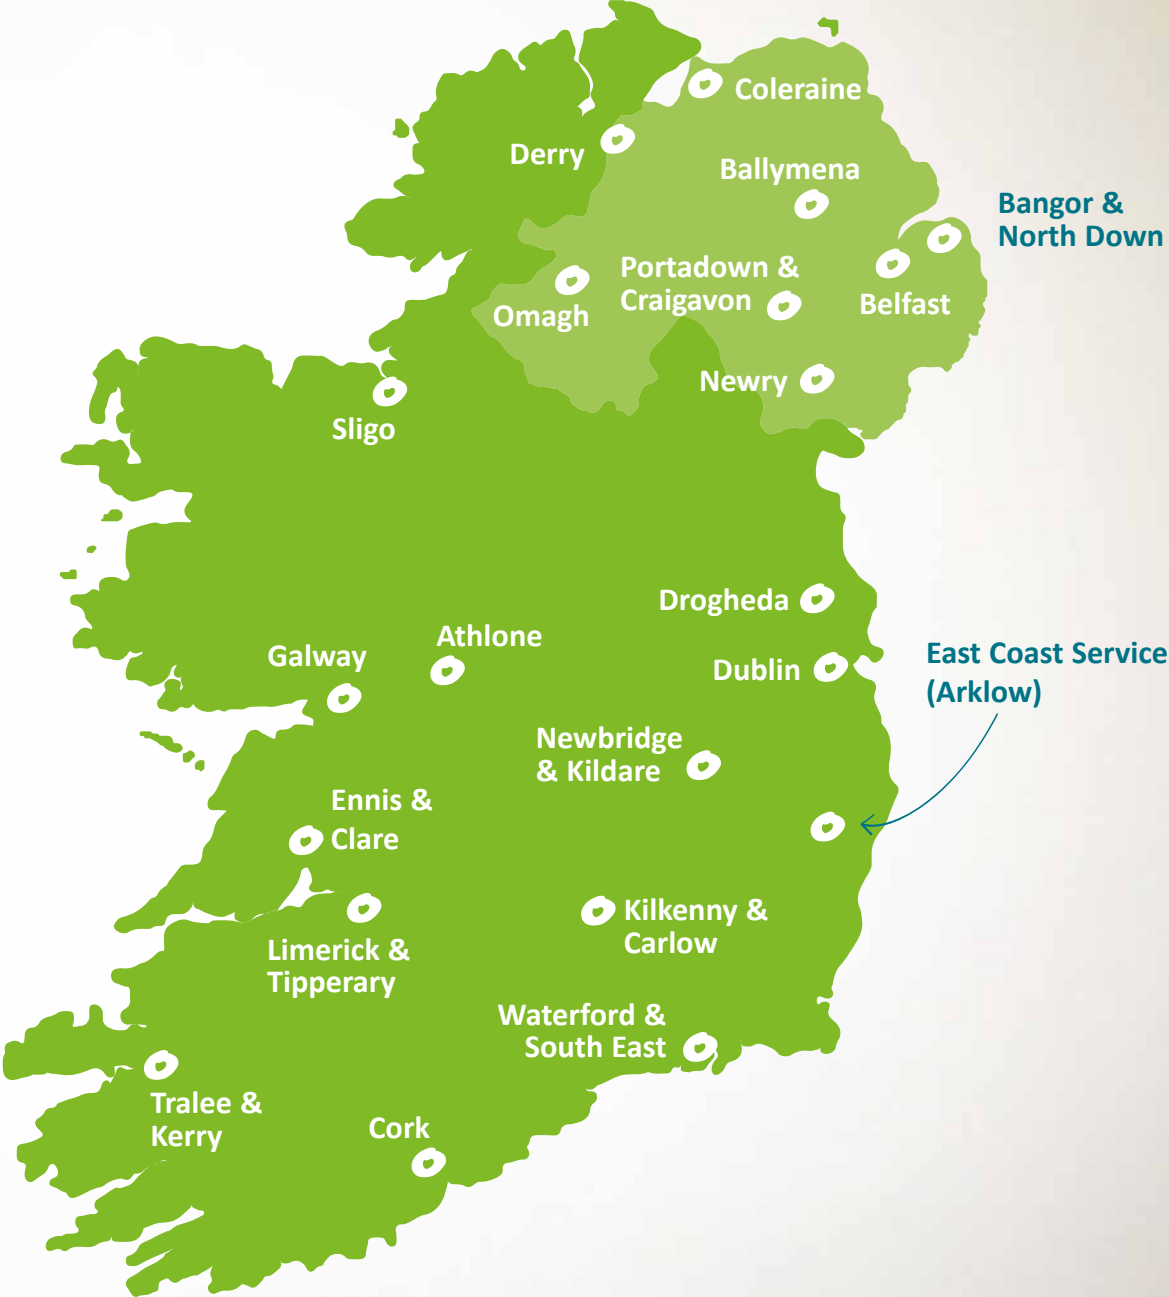 Coleraine
Derry
Ballymena
Bangor &
North Down
Portadown &
Craigavon
Omagh
Belfast
Newry
Sligo
Drogheda
Athlone
Galway
Dublin
East Coast Service
(Arklow)
Newbridge
& Kildare
Ennis &
Clare
Kilkenny &
Carlow
Limerick &
Tipperary
Waterford &
South East
Tralee &
Kerry
Cork